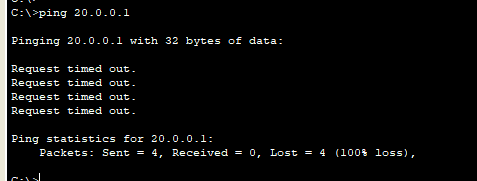 C:\>ping 20.0.0.1
Pinging 20.0.0.1 with 32 bytes of data:
Request timed out.
Request timed out.
Request timed out.
Request timed out.
Ping statistics for 20.0.0.1:
Packets: Sent = 4, Received = 0, Lost = 4 (100% loss),
C:\>